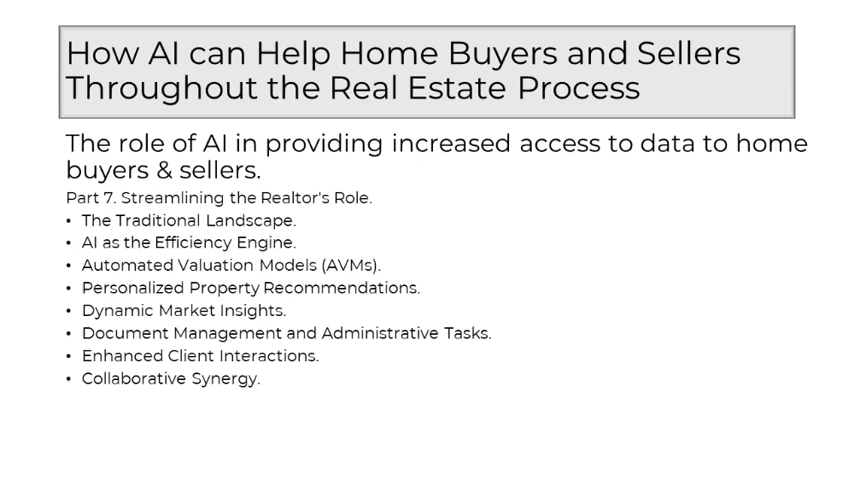 How AI can Help Home Buyers and Sellers
Throughout the Real Estate Process
The role of AI in providing increased access to data to home
buyers & sellers.
Part 7. Streamlining the Realtor's Role.
• The Traditional Landscape.
• AI as the Efficiency Engine.
• Automated Valuation Models (AVMs).
• Personalized Property Recommendations.
• Dynamic Market Insights.
• Document Management and Administrative Tasks.
• Enhanced Client Interactions.
• Collaborative Synergy.